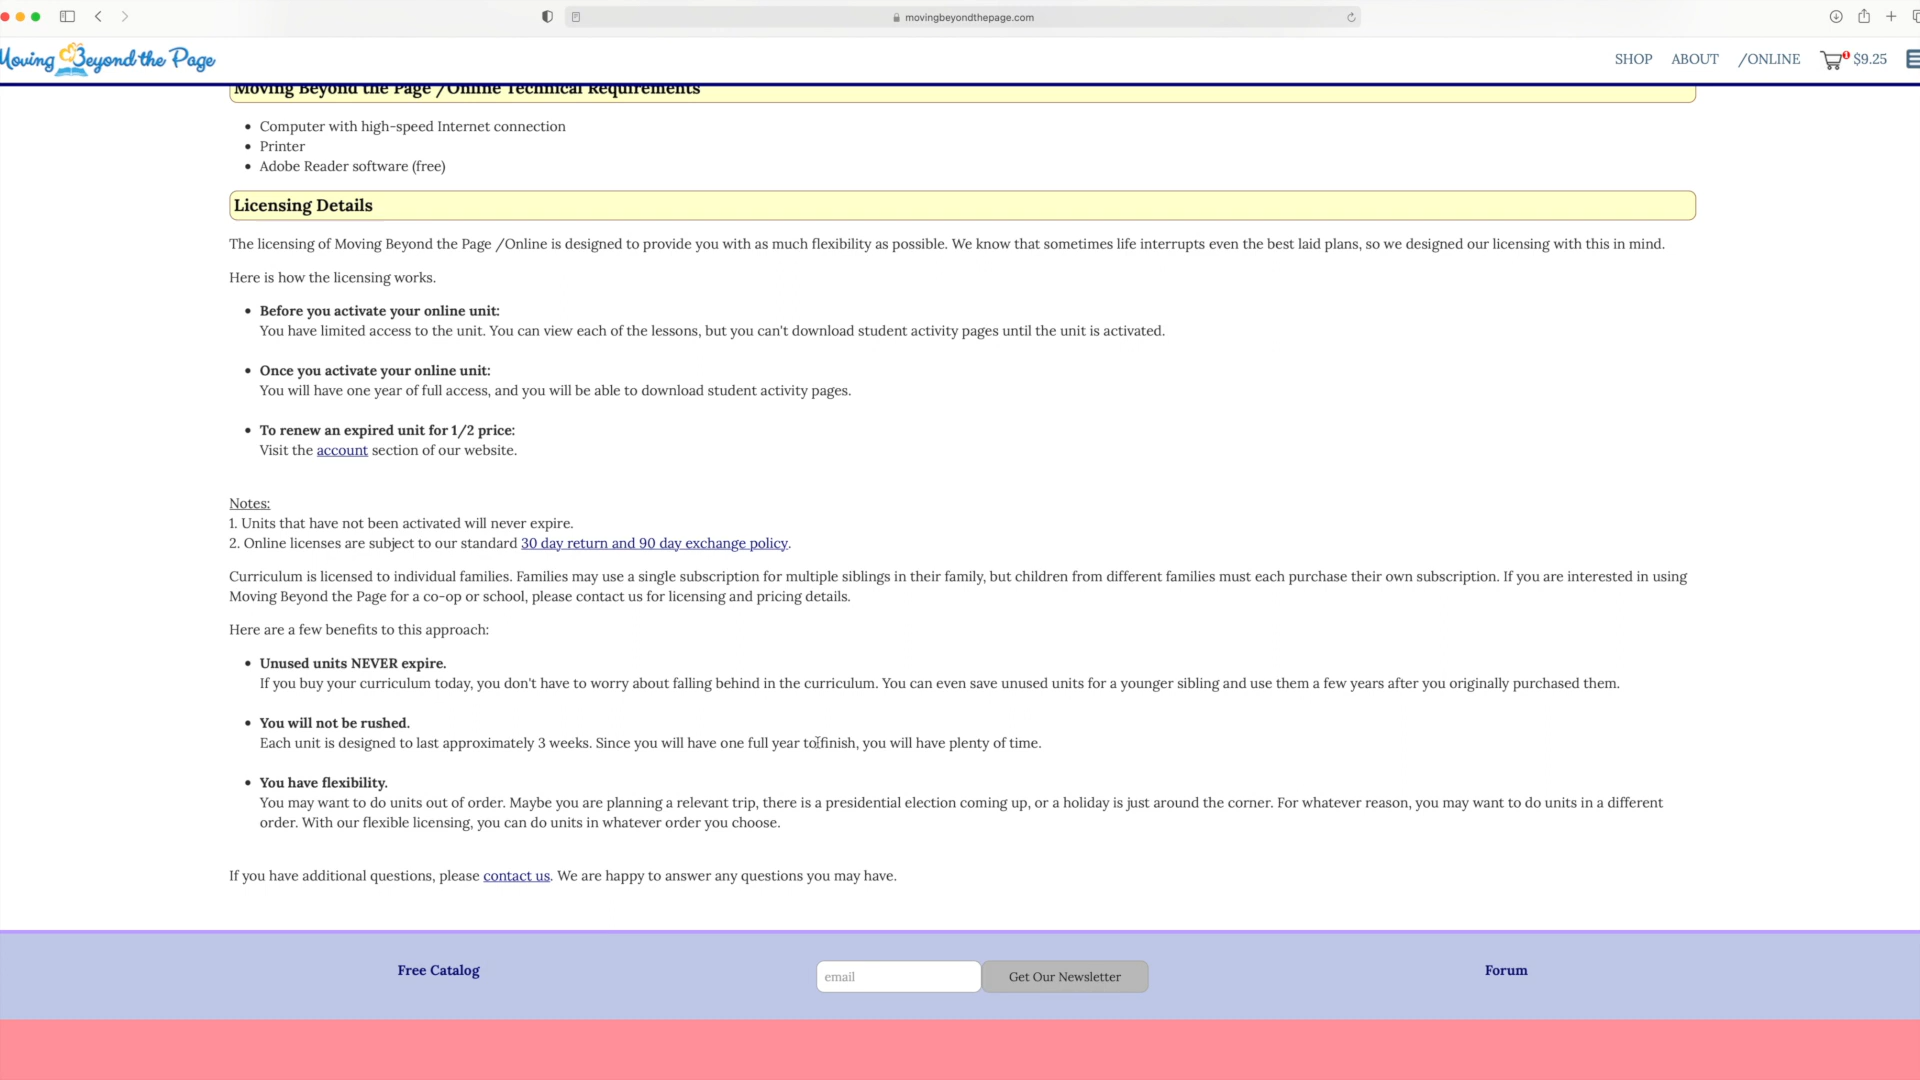 movingbeyondthepage.com
Moving Beyond the Page
SHOP ABOUT /ONLINE 1 $9.25
Moving Beyond the Page /Online Technical Requirements
• Computer with high-speed Internet connection
• Printer
• Adobe Reader software (free)
Licensing Details
The licensing of Moving Beyond the Page /Online is designed to provide you with as much flexibility as possible. We know that sometimes life interrupts even the best laid plans, so we designed our licensing with this in mind.
Here is how the licensing works.
• Before you activate your online unit:
You have limited access to the unit. You can view each of the lessons, but you can't download student activity pages until the unit is activated.
• Once you activate your online unit:
You will have one year of full access, and you will be able to download student activity pages.
• To renew an expired unit for 1/2 price:
Visit the account section of our website.
Notes:
1. Units that have not been activated will never expire.
2. Online licenses are subject to our standard 30 day return and 90 day exchange policy.
Curriculum is licensed to individual families. Families may use a single subscription for multiple siblings in their family, but children from different families must each purchase their own subscription. If you are interested in using
Moving Beyond the Page for a co-op or school, please contact us for licensing and pricing details.
Here are a few benefits to this approach:
• Unused units NEVER expire.
If you buy your curriculum today, you don't have to worry about falling behind in the curriculum. You can even save unused units for a younger sibling and use them a few years after you originally purchased them.
• You will not be rushed.
Each unit is designed to last approximately 3 weeks. Since you will have one full year to finish, you will have plenty of time.
• You have flexibility.
You may want to do units out of order. Maybe you are planning a relevant trip, there is a presidential election coming up, or a holiday is just around the corner. For whatever reason, you may want to do units in a different
order. With our flexible licensing, you can do units in whatever order you choose.
If you have additional questions, please contact us. We are happy to answer any questions you may have.
Free Catalog
email
Get Our Newsletter
Forum